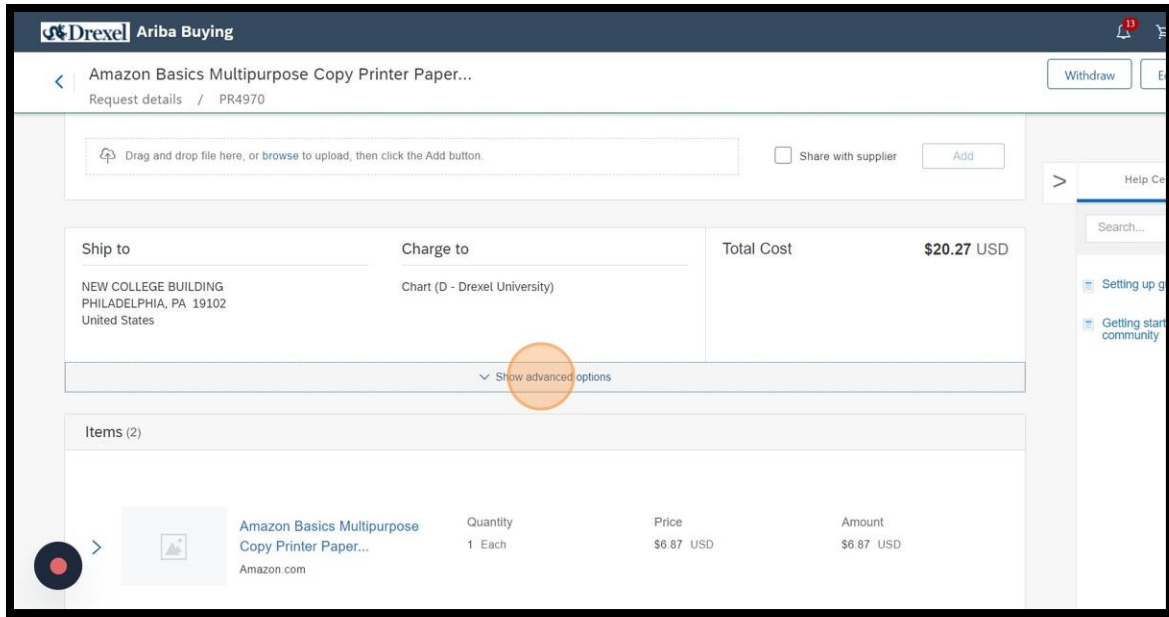 Drexel Ariba Buying
13
Amazon Basics Multipurpose Copy Printer Paper...
Request details / PR4970
Withdraw
Drag and drop file here, or browse to upload, then click the Add button.
Share with supplier
Add
>
Help Ce
Search...
Ship to
Charge to
Total Cost
$20.27 USD
NEW COLLEGE BUILDING
PHILADELPHIA, PA 19102
United States
Chart (D - Drexel University)
Setting up g
Getting start
community
Show advanced options
Items (2)
Amazon Basics Multipurpose
Copy Printer Paper...
Amazon.com
Quantity
1 Each
Price
$6.87 USD
Amount
$6.87 USD